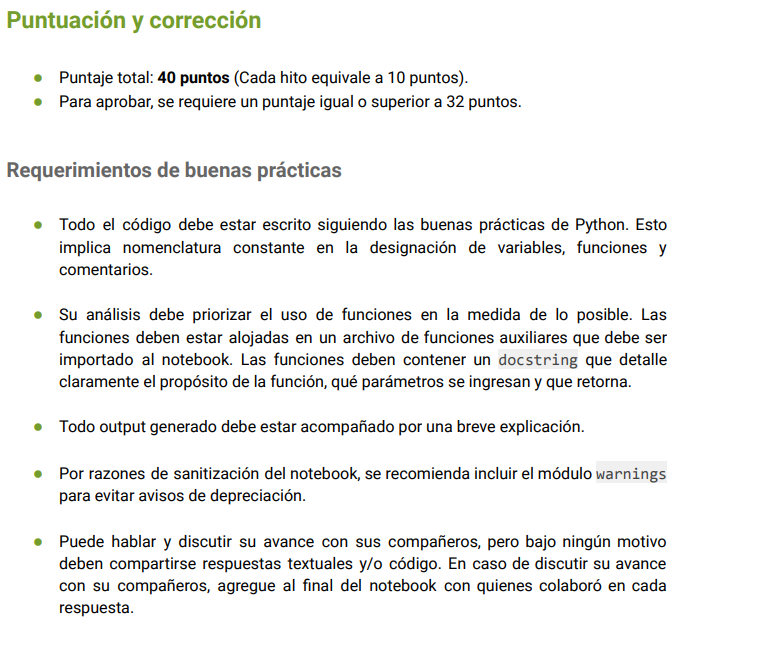 Puntuación y corrección
● Puntaje total: 40 puntos (Cada hito equivale a 10 puntos).
● Para aprobar, se requiere un puntaje igual o superior a 32 puntos.
Requerimientos de buenas prácticas
● Todo el código debe estar escrito siguiendo las buenas prácticas de Python. Esto
implica nomenclatura constante en la designación de variables, funciones y
comentarios.
● Su análisis debe priorizar el uso de funciones en la medida de lo posible. Las
funciones deben estar alojadas en un archivo de funciones auxiliares que debe ser
importado al notebook. Las funciones deben contener un docstring que detalle
claramente el propósito de la función, qué parámetros se ingresan y que retorna.
● Todo output generado debe estar acompañado por una breve explicación.
● Por razones de sanitización del notebook, se recomienda incluir el módulo warnings
para evitar avisos de depreciación.
● Puede hablar y discutir su avance con sus compañeros, pero bajo ningún motivo
deben compartirse respuestas textuales y/o código. En caso de discutir su avance
con su compañeros, agregue al final del notebook con quienes colaboró en cada
respuesta.